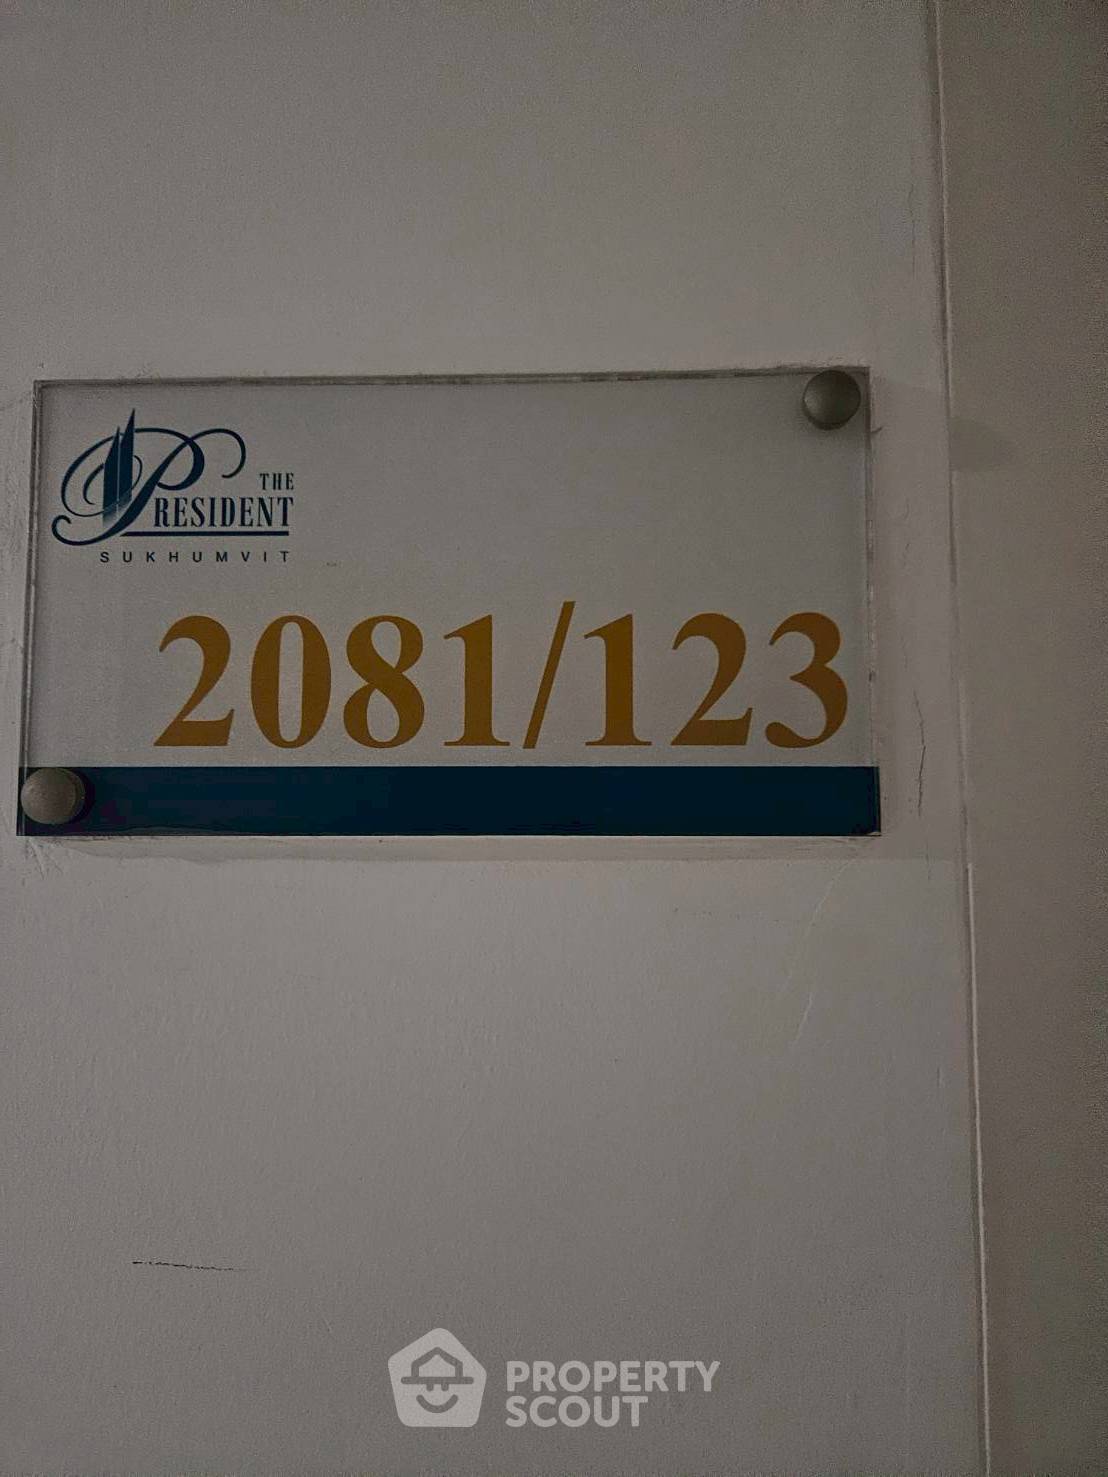 THE
PRESIDENT
SUKHUMVIT
2081/123
PROPERTY
SCOUT